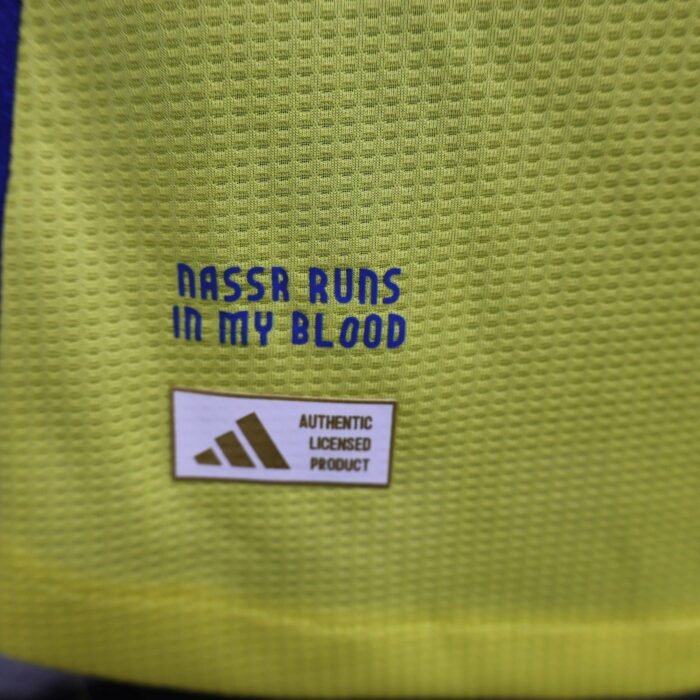 NASSR RUNS
IN MY BLOOD
AUTHENTIC
LICENSED
PRODUCT